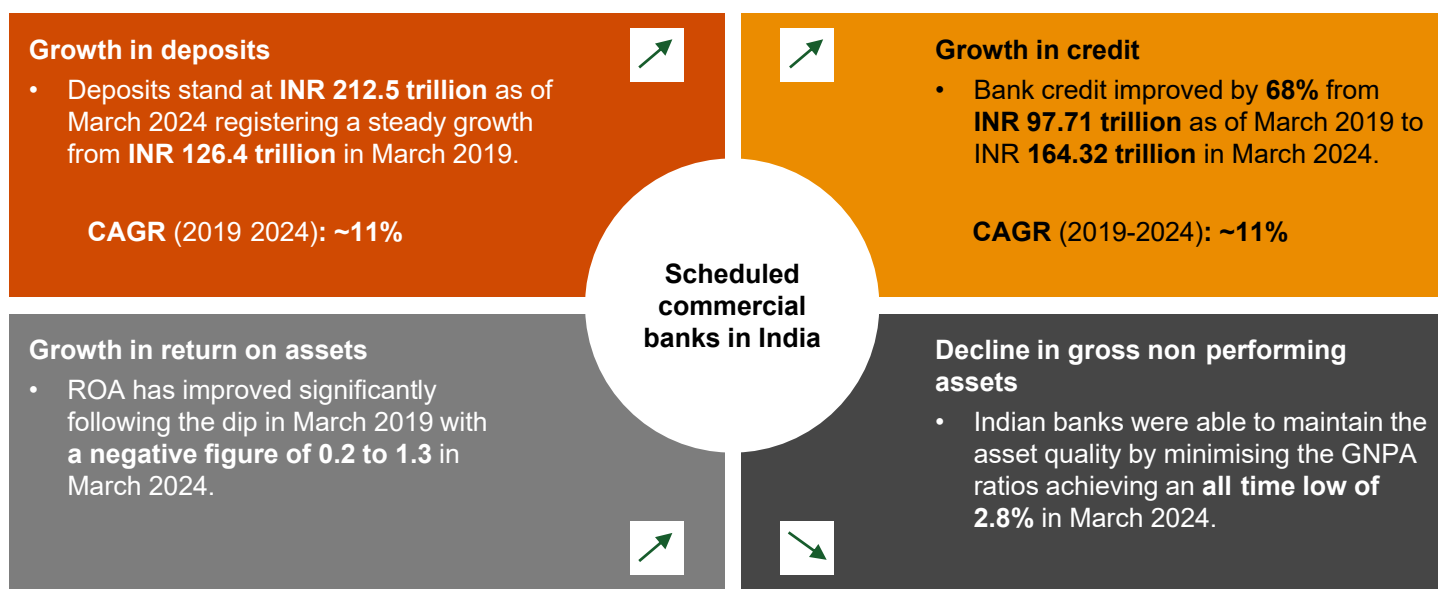 Growth in deposits
• Deposits stand at INR 212.5 trillion as of
March 2024 registering a steady growth
from INR 126.4 trillion in March 2019.
CAGR (2019 2024): ~11%
Growth in credit
• Bank credit improved by 68% from
INR 97.71 trillion as of March 2019 to
INR 164.32 trillion in March 2024.
CAGR (2019-2024): ~11%
Scheduled
commercial
banks in India
Growth in return on assets
• ROA has improved significantly
following the dip in March 2019 with
a negative figure of 0.2 to 1.3 in
March 2024.
Decline in gross non performing
assets
• Indian banks were able to maintain the
asset quality by minimising the GNPA
ratios achieving an all time low of
2.8% in March 2024.